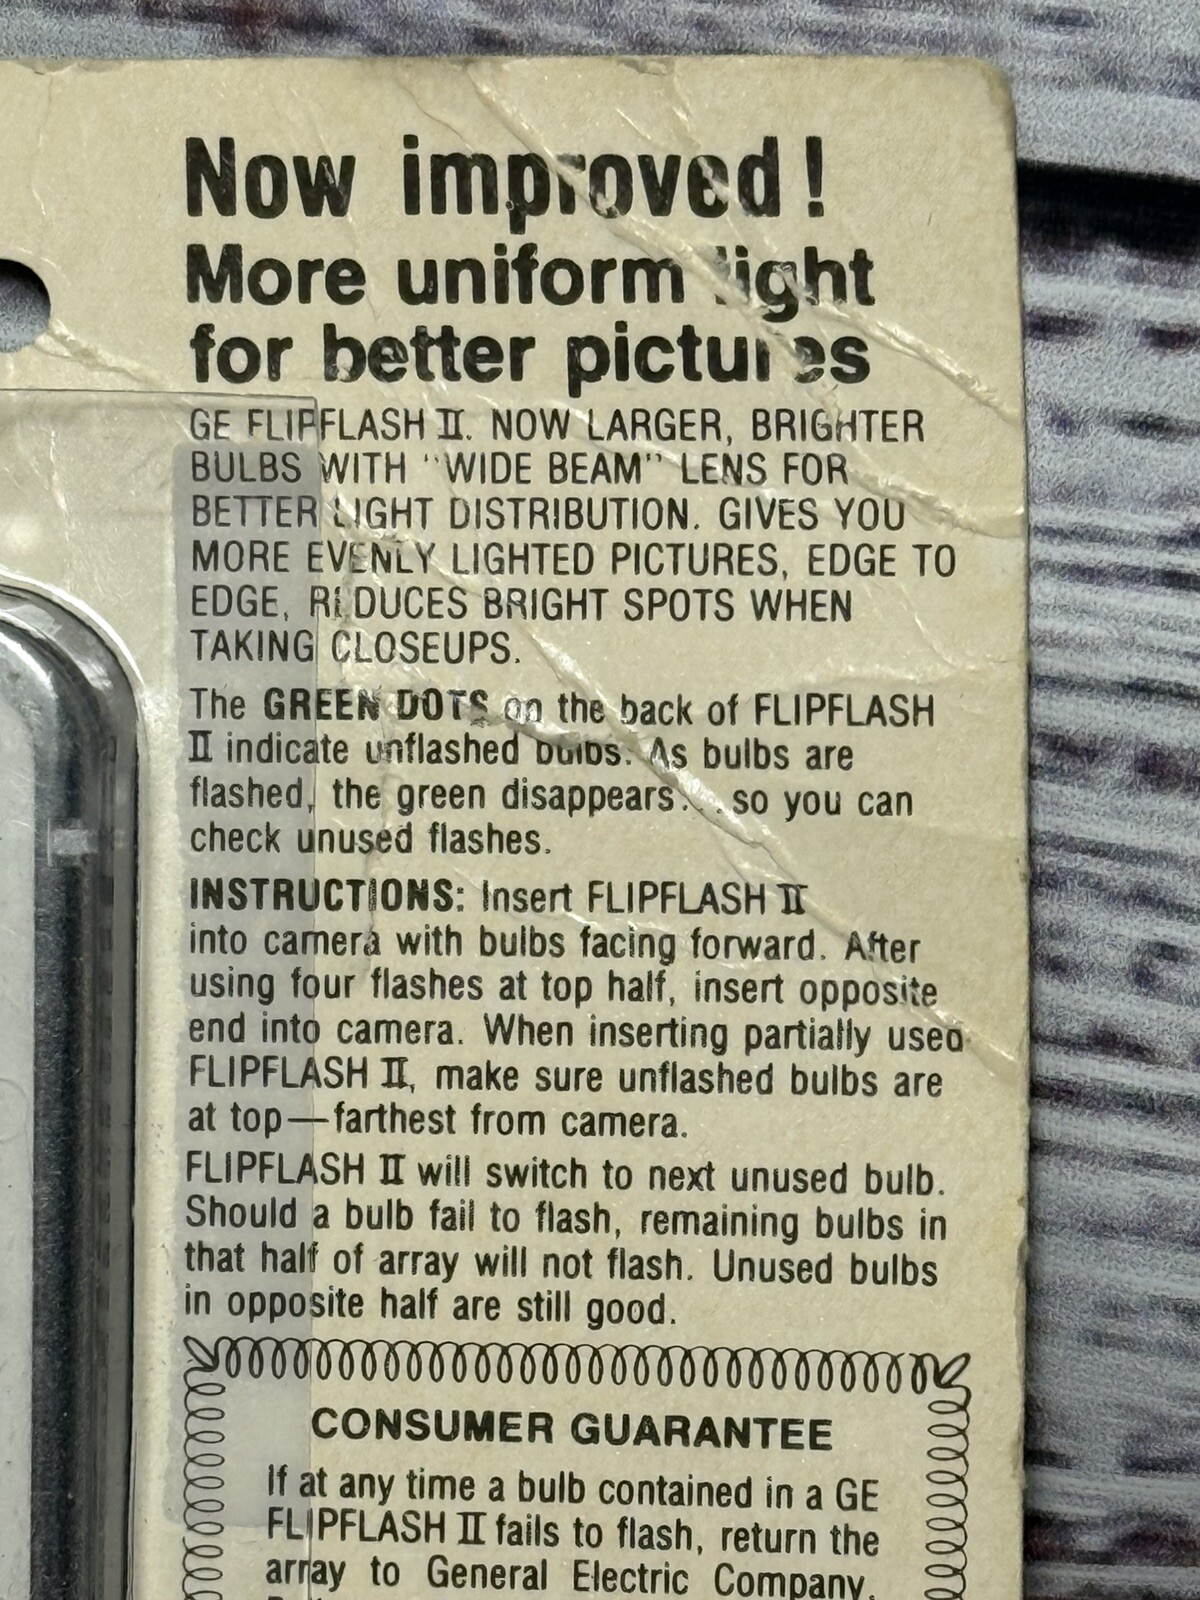 Now improved!
More uniform light
for better pictures
GE FLIPFLASH II. NOW LARGER, BRIGHTER
BULBS WITH "WIDE BEAM" LENS FOR
BETTER LIGHT DISTRIBUTION. GIVES YOU
MORE EVENLY LIGHTED PICTURES, EDGE TO
EDGE, REDUCES BRIGHT SPOTS WHEN
TAKING CLOSEUPS.
The GREEN DOTS on the back of FLIPFLASH
II indicate unflashed bulbs. As bulbs are
flashed, the green disappears... so you can
check unused flashes.
INSTRUCTIONS: Insert FLIPFLASH II
into camera with bulbs facing forward. After
using four flashes at top half, insert opposite
end into camera. When inserting partially used
FLIPFLASH II, make sure unflashed bulbs are
at top—farthest from camera.
FLIPFLASH II will switch to next unused bulb.
Should a bulb fail to flash, remaining bulbs in
that half of array will not flash. Unused bulbs
in opposite half are still good.
CONSUMER GUARANTEE
If at any time a bulb contained in a GE
FLIPFLASH II fails to flash, return the
array to General Electric Company,